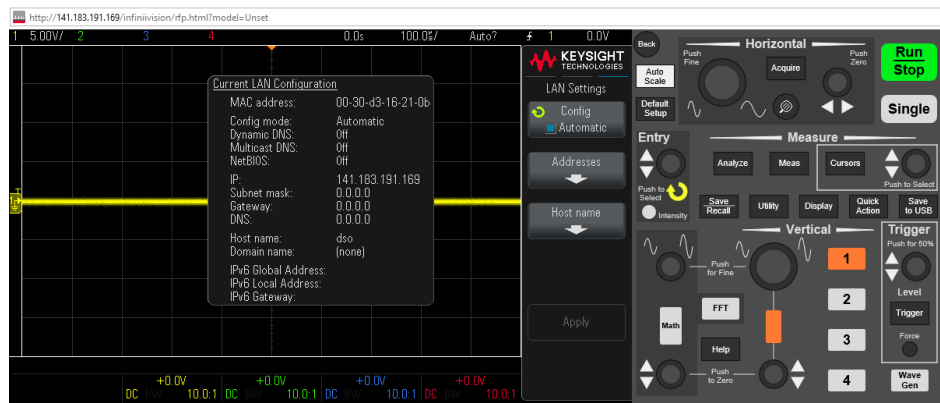 http://141.183.191.169/infiniivision/rfp.html?model=Unset
1 5.00V/ 2 3 4 0.0s 100.0%/ Auto? 1 0.0V
KEYSIGHT
TECHNOLOGIES
LAN Settings
Config
Automatic
Addresses
Host name
Apply
Current LAN Configuration
MAC address: 00-30-d3-16-21-0b
Config mode: Automatic
Dynamic DNS: Off
Multicast DNS: Off
NetBIOS: Off
IP: 141.183.191.169
Subnet mask: 0.0.0.0
Gateway: 0.0.0.0
DNS: 0.0.0.0
Host name: dso
Domain name: (none)
IPv6 Global Address:
IPv6 Local Address:
IPv6 Gateway:
+0.0V +0.0V +0.0V +0.0V
DC BW 10.0:1 DC BW 10.0:1 DC BW 10.0:1 DC BW 10.0:1
Back
Horizontal
Push
Fine
Push
Zero
Auto
Scale
Acquire
Run
Stop
Default
Setup
Single
Entry
Measure
Analyze Meas Cursors
Push to Select
Push to
Select
Intensity
Save
Recall
Utility
Display
Quick
Action
Save
to USB
Vertical
Trigger
Push for 50%
Push
for Fine
1
Level
FFT
2
Trigger
Math
3
Force
Help
Push
to Zero
4
Wave
Gen